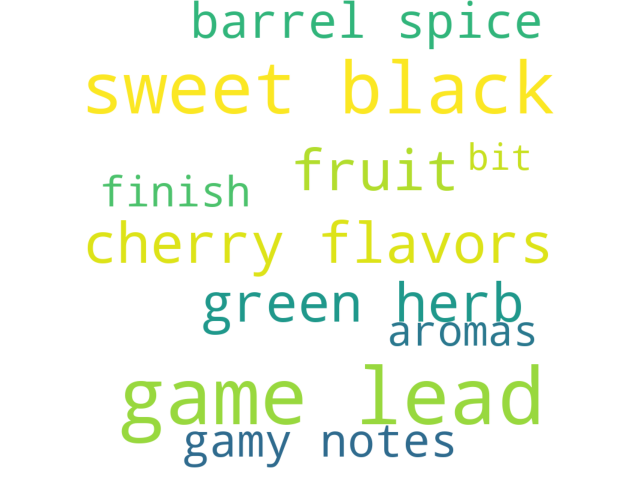 barrel spice
sweet black
fruit bit
finish
cherry flavors
green herb
aromas
game lead
gamy notes